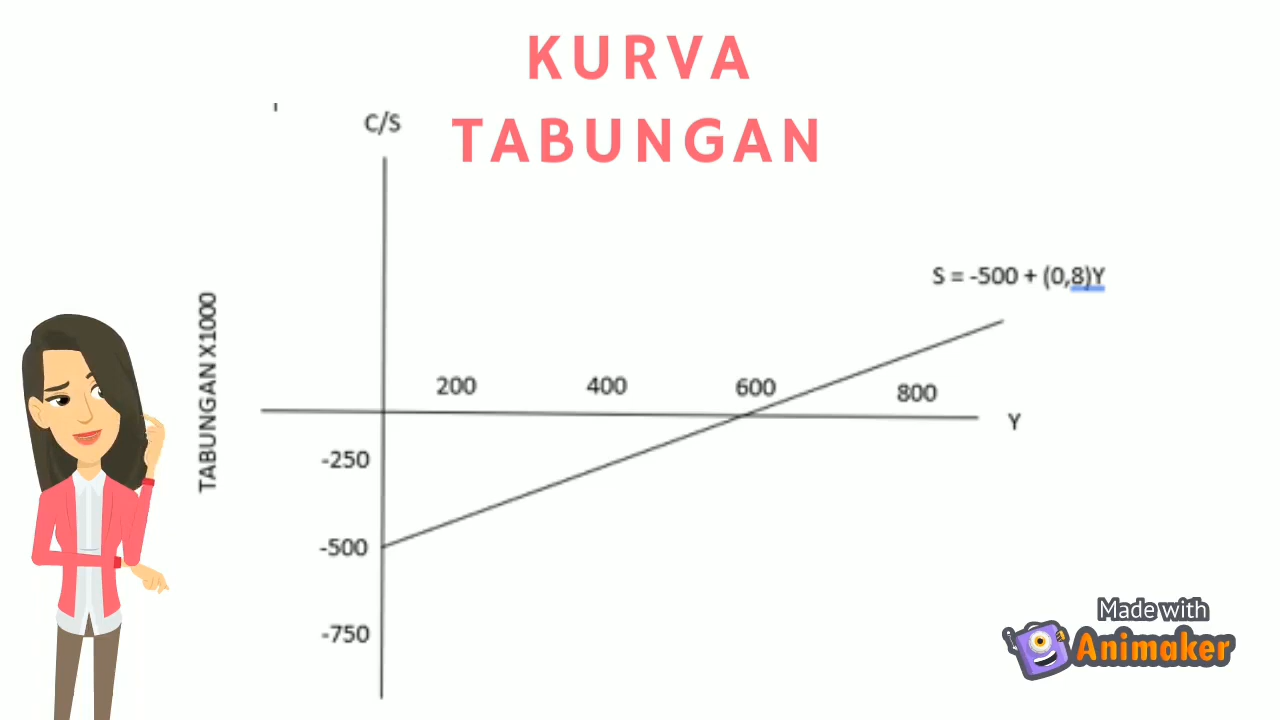 KURVA
TABUNGAN
C/S
S = -500 + (0,8)Y
TABUNGAN X1000
200 400 600 800
Y
-250
-500
-750
Made with
Animaker